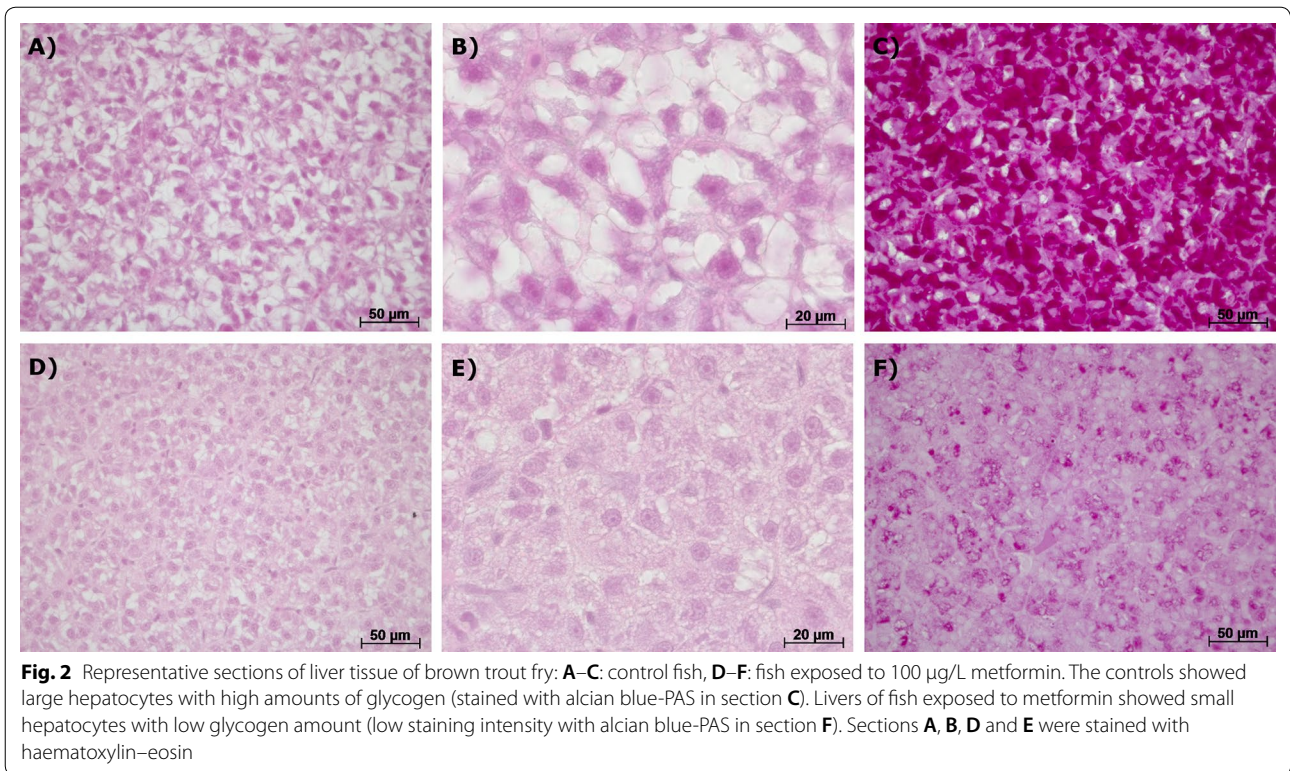 A)
B)
C)
50 µm
20 µm
50 µm
D)
E)
F)
50 µm
20 µm
50 µm
Fig. 2 Representative sections of liver tissue of brown trout fry: A–C: control fish, D–F: fish exposed to 100 µg/L metformin. The controls showed
large hepatocytes with high amounts of glycogen (stained with alcian blue-PAS in section C). Livers of fish exposed to metformin showed small
hepatocytes with low glycogen amount (low staining intensity with alcian blue-PAS in section F). Sections A, B, D and E were stained with
haematoxylin–eosin